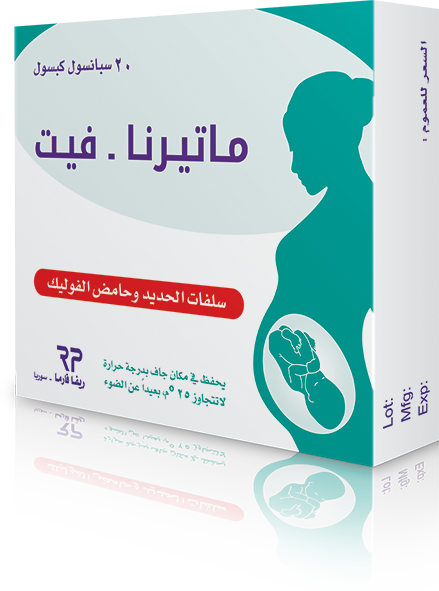 ٢٠ سبانسول كبسول
ماتيرنا - فيت
سلفات الحديد وحامض الفوليك
يحفظ في مكان جاف بدرجة حرارة
لاتتجاوز ٢٥ °م، بعيداً عن الضوء
RP
ريفا فارما - سوريا
السعر للعموم :
Lot:
Mfg:
Exp: